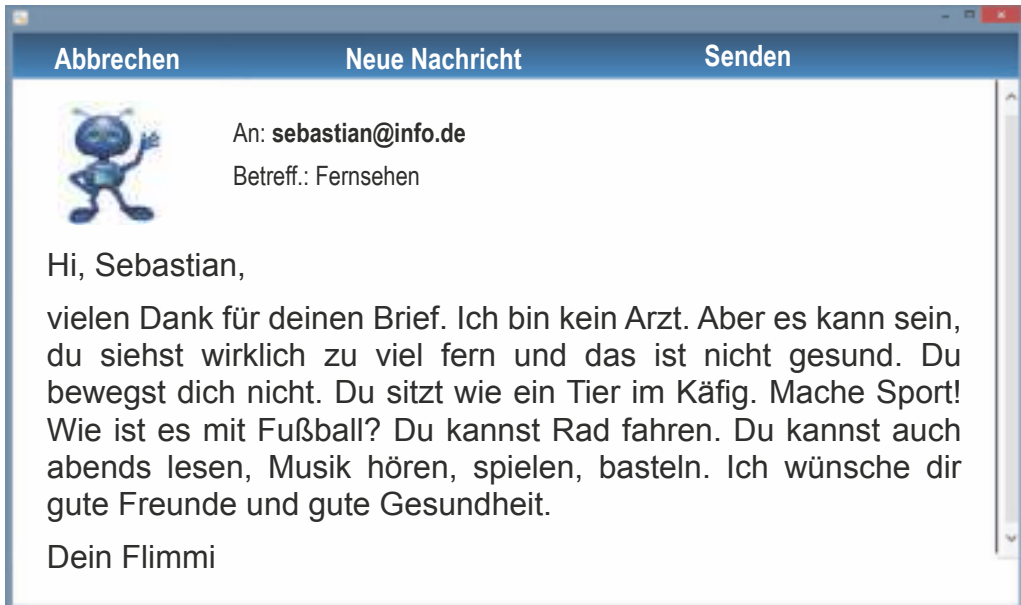 Abbrechen Neue Nachricht Senden
An: sebastian@info.de
Betreff.: Fernsehen
Hi, Sebastian,
vielen Dank für deinen Brief. Ich bin kein Arzt. Aber es kann sein,
du siehst wirklich zu viel fern und das ist nicht gesund. Du
bewegst dich nicht. Du sitzt wie ein Tier im Käfig. Mache Sport!
Wie ist es mit Fußball? Du kannst Rad fahren. Du kannst auch
abends lesen, Musik hören, spielen, basteln. Ich wünsche dir
gute Freunde und gute Gesundheit.
Dein Flimmi